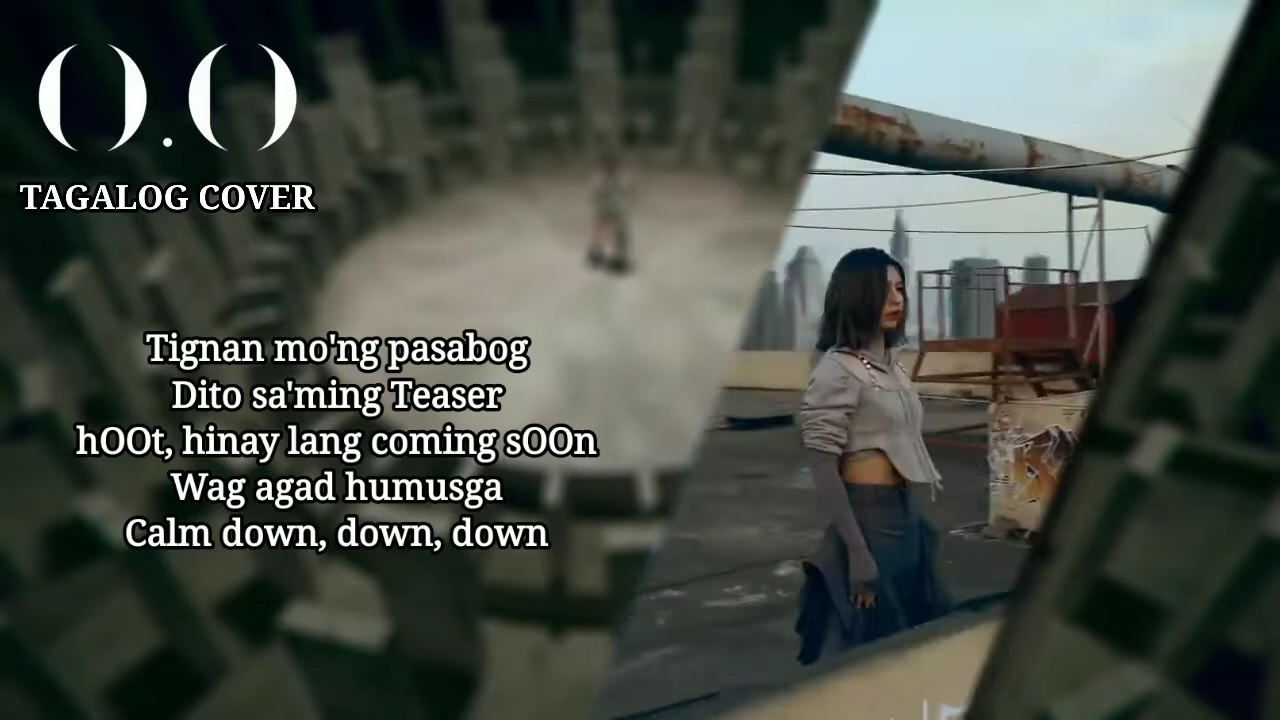 O.O
TAGALOG COVER
Tignan mo'ng pasabog
Dito sa'ming Teaser
hOOt, hinay lang coming sOOn
Wag agad humusga
Calm down, down, down